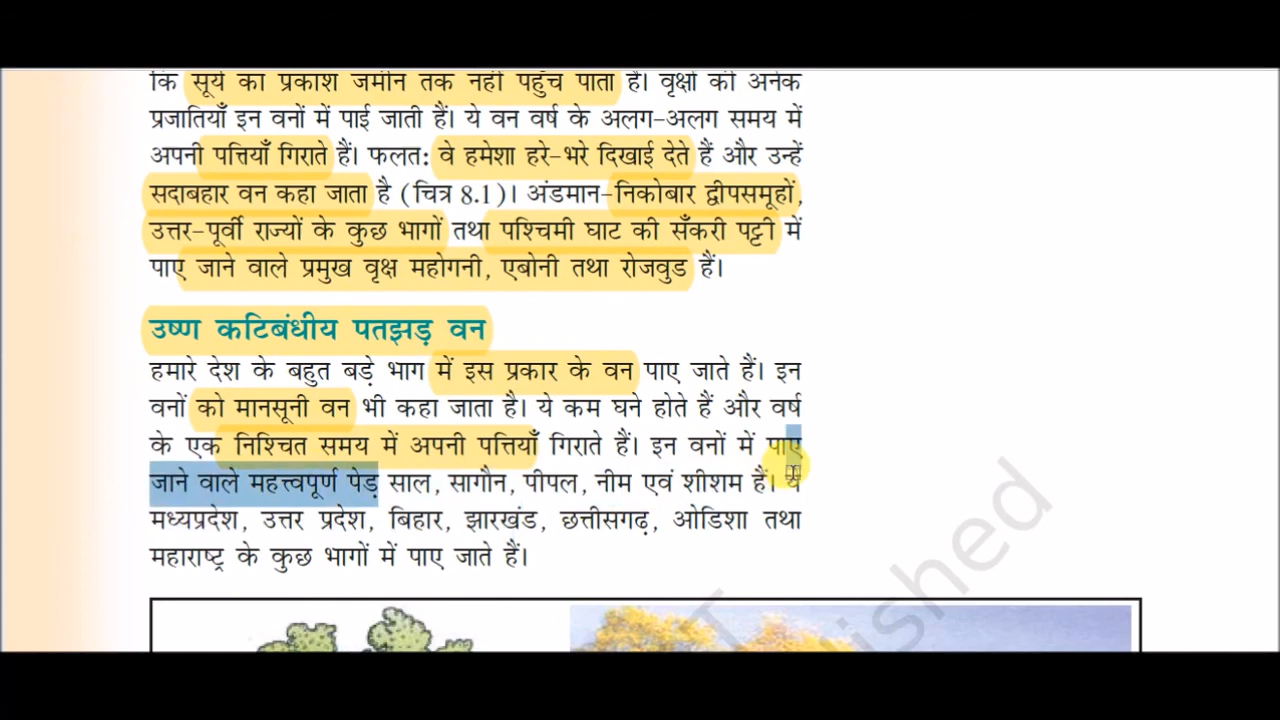 कि सूर्य का प्रकाश जमीन तक नहीं पहुँच पाता है। वृक्षों की अनेक
प्रजातियाँ इन वनों में पाई जाती हैं। ये वन वर्ष के अलग-अलग समय में
अपनी पत्तियाँ गिराते हैं। फलत: वे हमेशा हरे-भरे दिखाई देते हैं और उन्हें
सदाबहार वन कहा जाता है (चित्र 8.1)। अंडमान-निकोबार द्वीपसमूहों,
उत्तर-पूर्वी राज्यों के कुछ भागों तथा पश्चिमी घाट की सँकरी पट्टी में
पाए जाने वाले प्रमुख वृक्ष महोगनी, एबोनी तथा रोजवुड हैं।
उष्ण कटिबंधीय पतझड़ वन
हमारे देश के बहुत बड़े भाग में इस प्रकार के वन पाए जाते हैं। इन
वनों को मानसूनी वन भी कहा जाता है। ये कम घने होते हैं और वर्ष
के एक निश्चित समय में अपनी पत्तियाँ गिराते हैं। इन वनों में पाए
जाने वाले महत्त्वपूर्ण पेड़ साल, सागौन, पीपल, नीम एवं शीशम हैं। ये
मध्यप्रदेश, उत्तर प्रदेश, बिहार, झारखंड, छत्तीसगढ़, ओडिशा तथा
महाराष्ट्र के कुछ भागों में पाए जाते हैं।